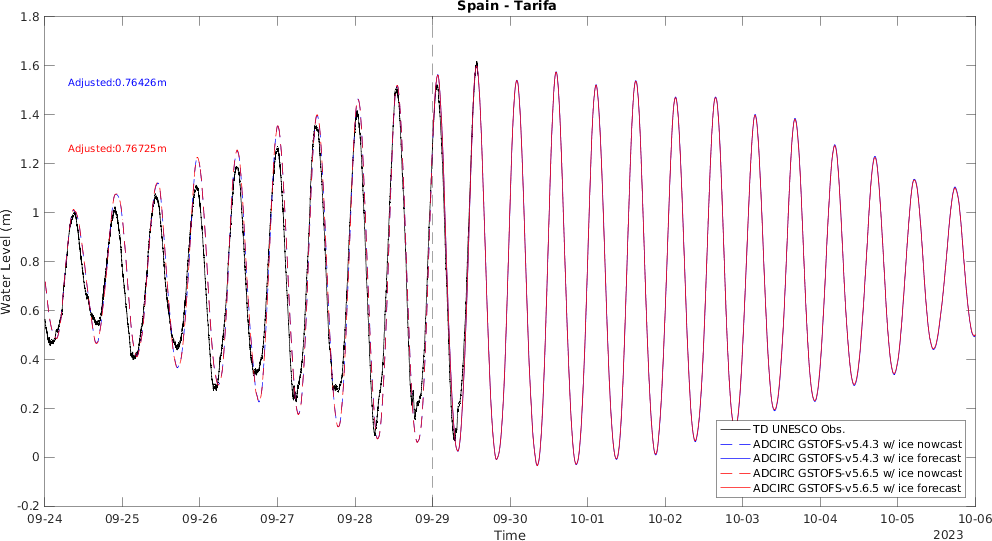 Spain - Tarifa
1.8
1.6
1.4
1.2
1
0.8
0.6
0.4
0.2
0
-0.2
Water Level (m)
Adjusted:0.76426m
Adjusted:0.76725m
TD UNESCO Obs.
ADCIRC GSTOFS-v5.4.3 w/ ice nowcast
ADCIRC GSTOFS-v5.4.3 w/ ice forecast
ADCIRC GSTOFS-v5.6.5 w/ ice nowcast
ADCIRC GSTOFS-v5.6.5 w/ ice forecast
09-24 09-25 09-26 09-27 09-28 09-29 09-30 10-01 10-02 10-03 10-04 10-05 10-06
Time
2023